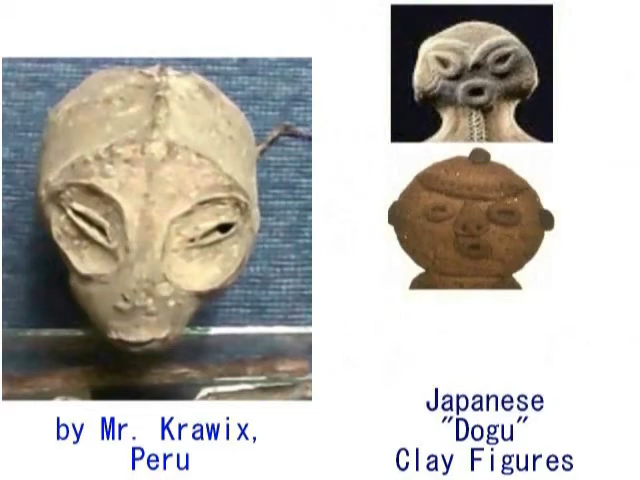 by Mr. Krawix,
Peru
Japanese
"Dogu"
Clay Figures